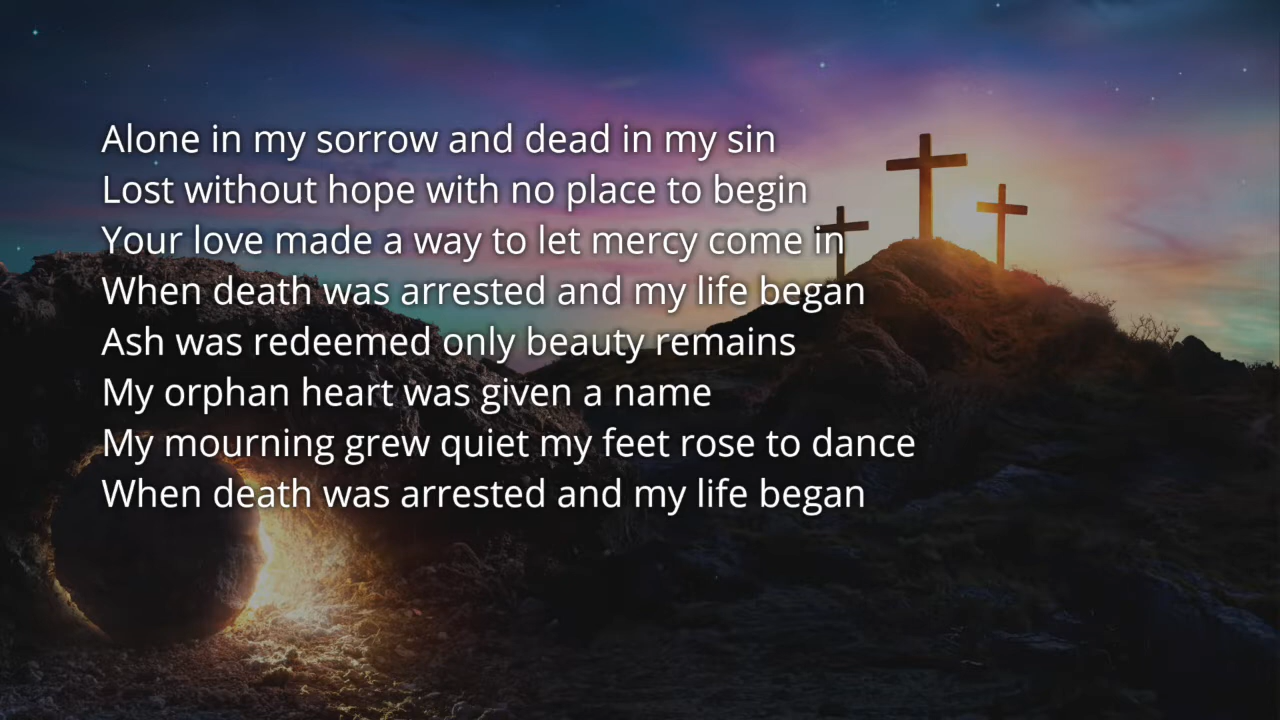 Alone in my sorrow and dead in my sin
Lost without hope with no place to begin
Your love made a way to let mercy come in
When death was arrested and my life began
Ash was redeemed only beauty remains
My orphan heart was given a name
My mourning grew quiet my feet rose to dance
When death was arrested and my life began